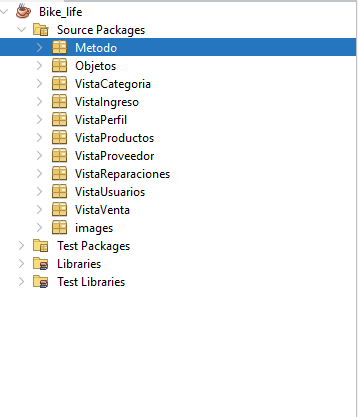 Bike_life
Source Packages
Metodo
Objetos
VistaCategoria
VistaIngreso
VistaPerfil
VistaProductos
VistaProveedor
VistaReparaciones
VistaUsuarios
VistaVenta
images
Test Packages
Libraries
Test Libraries